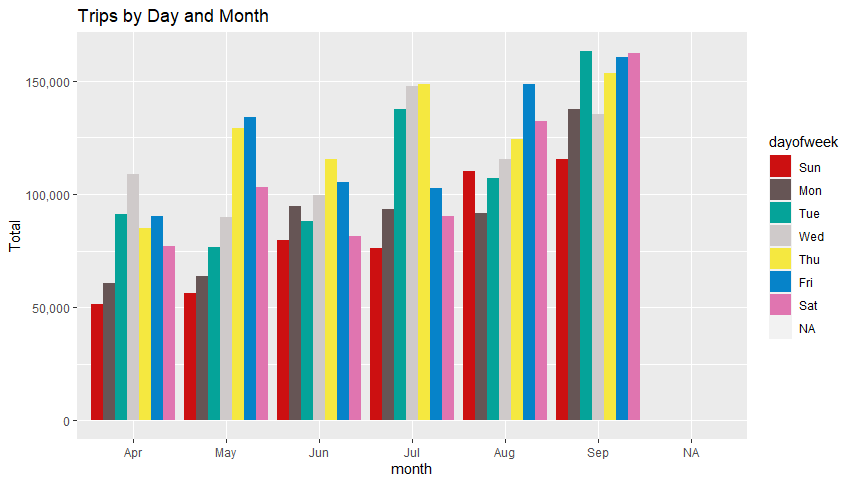 Trips by Day and Month
150,000
100,000
50,000
0
Total
Apr May Jun Jul Aug Sep NA
month
dayofweek
Sun
Mon
Tue
Wed
Thu
Fri
Sat
NA